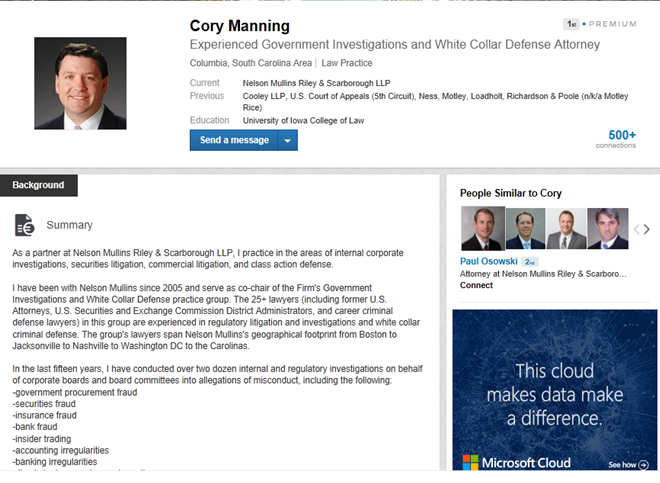 Cory Manning
1st • PREMIUM
Experienced Government Investigations and White Collar Defense Attorney
Columbia, South Carolina Area | Law Practice
Current Nelson Mullins Riley & Scarborough LLP
Previous Cooley LLP, U.S. Court of Appeals (5th Circuit), Ness, Motley, Loadholt, Richardson & Poole (n/k/a Motley
Rice)
Education University of Iowa College of Law
Send a message
500+
connections
Background
Summary
As a partner at Nelson Mullins Riley & Scarborough LLP, I practice in the areas of internal corporate
investigations, securities litigation, commercial litigation, and class action defense.
I have been with Nelson Mullins since 2005 and serve as co-chair of the Firm's Government
Investigations and White Collar Defense practice group. The 25+ lawyers (including former U.S.
Attorneys, U.S. Securities and Exchange Commission District Administrators, and career criminal
defense lawyers) in this group are experienced in regulatory litigation and investigations and white collar
criminal defense. The group's lawyers span Nelson Mullins's geographical footprint from Boston to
Jacksonville to Nashville to Washington DC to the Carolinas.
In the last fifteen years, I have conducted over two dozen internal and regulatory investigations on behalf
of corporate boards and board committees into allegations of misconduct, including the following:
-government procurement fraud
-securities fraud
-insurance fraud
-bank fraud
-insider trading
-accounting irregularities
-banking irregularities
People Similar to Cory
Paul Osowski 2nd
Attorney at Nelson Mullins Riley & Scarboro...
Connect
This cloud
makes data make
a difference.
Microsoft Cloud
See how